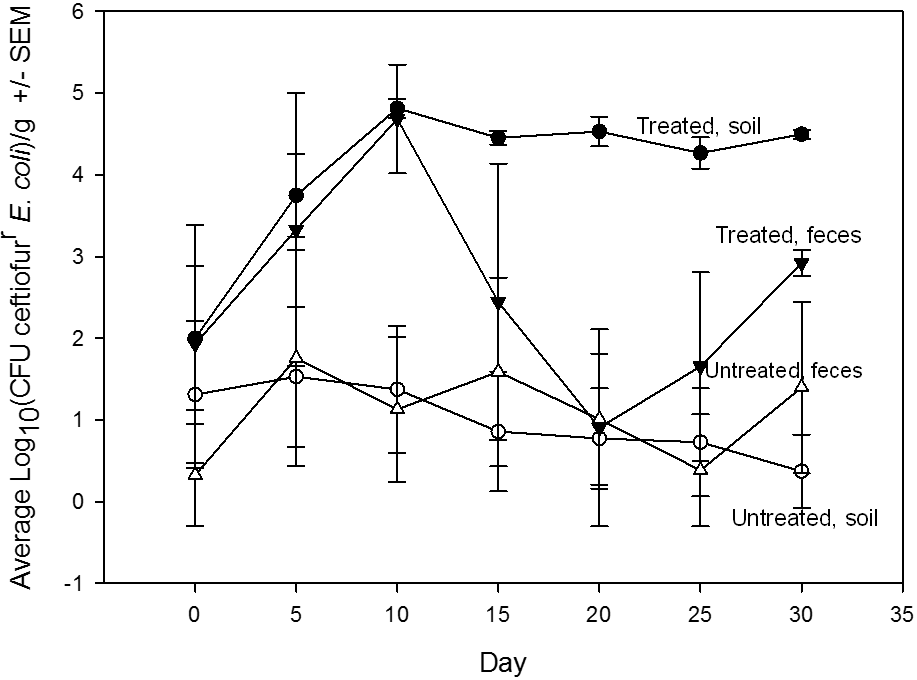 Average Log10(CFU ceftiofurr E. coli)/g +/- SEM
6
5
4
3
2
1
0
-1
Treated, soil
Treated, feces
Untreated, feces
Untreated, soil
0 5 10 15 20 25 30 35
Day